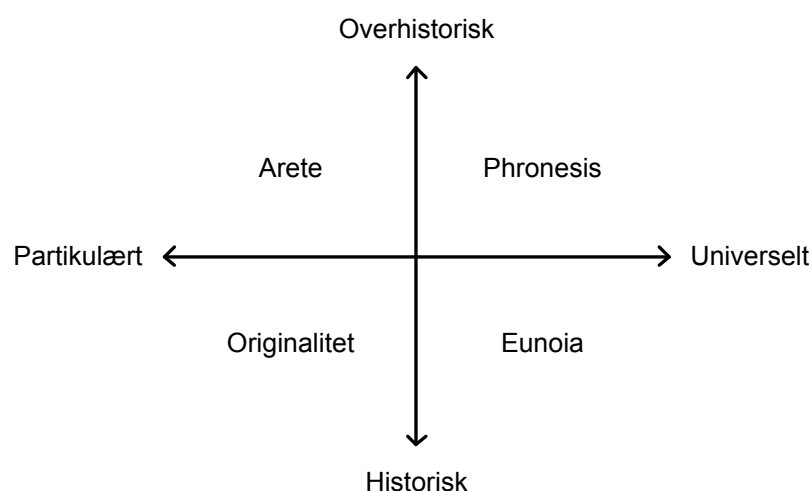 Overhistorisk
Arete Phronesis
Partikulært Universelt
Originalitet Eunoia
Historisk